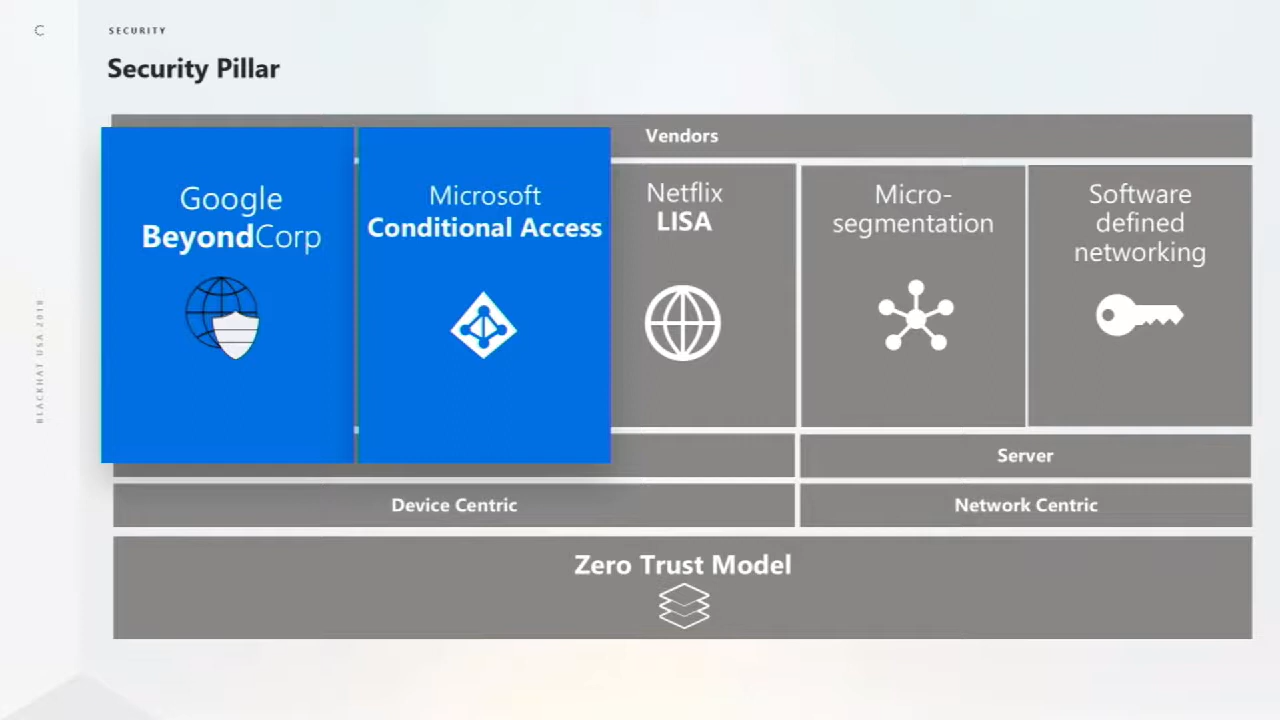 C
SECURITY
Security Pillar
Vendors
Google
BeyondCorp
Microsoft
Conditional Access
Netflix
LISA
Micro-
segmentation
Software
defined
networking
Server
Device Centric
Network Centric
Zero Trust Model
BLACKHAT USA 2018